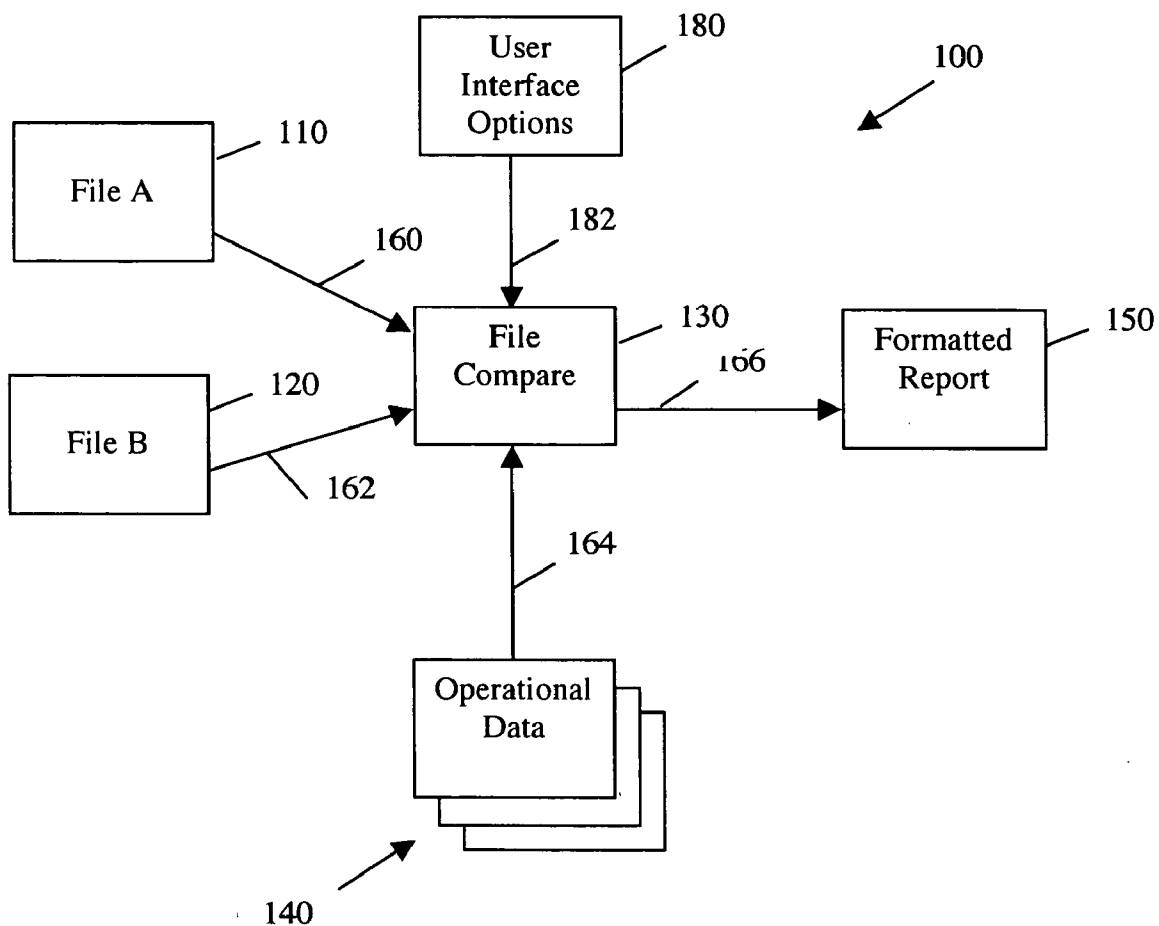 User
Interface
Options
180
100
File A
110
160
182
File
Compare
130
166
Formatted
Report
150
File B
120
162
164
Operational
Data
140